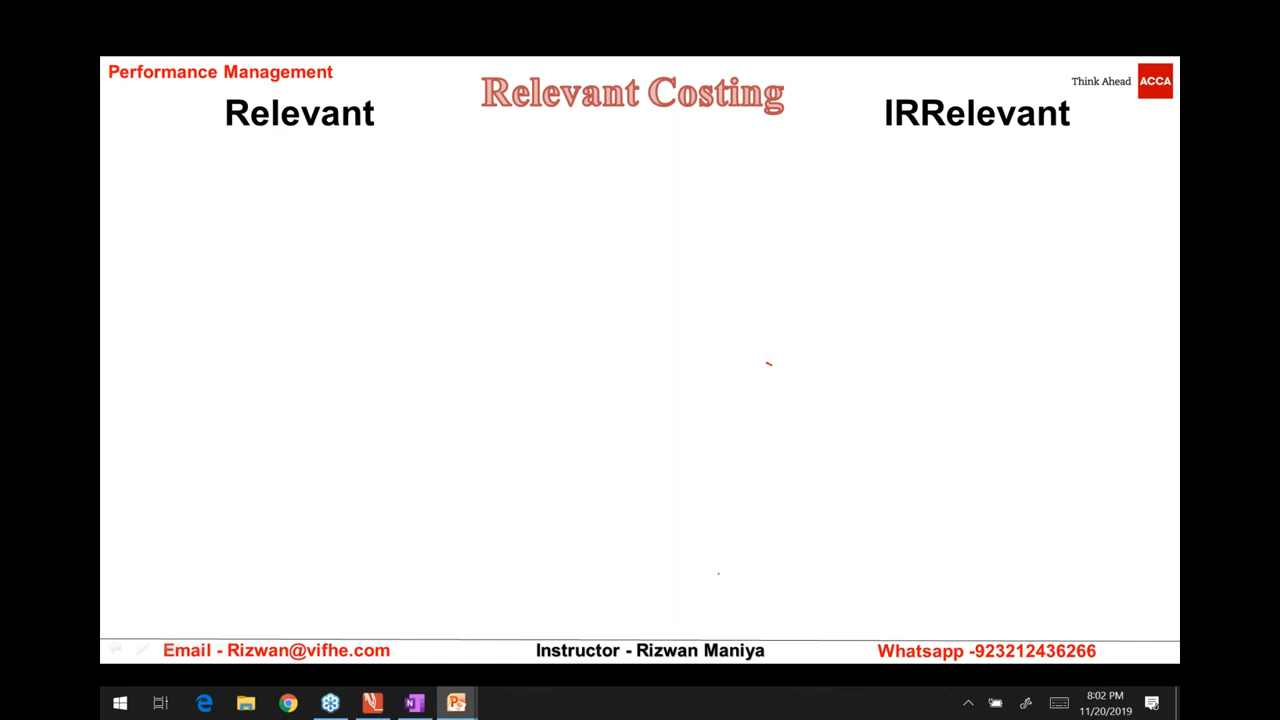 Performance Management
Relevant Costing
Think Ahead ACCA
Relevant
IRRelevant
Email - Rizwan@vifhe.com
Instructor - Rizwan Maniya
Whatsapp -923212436266
8:02 PM
11/20/2019